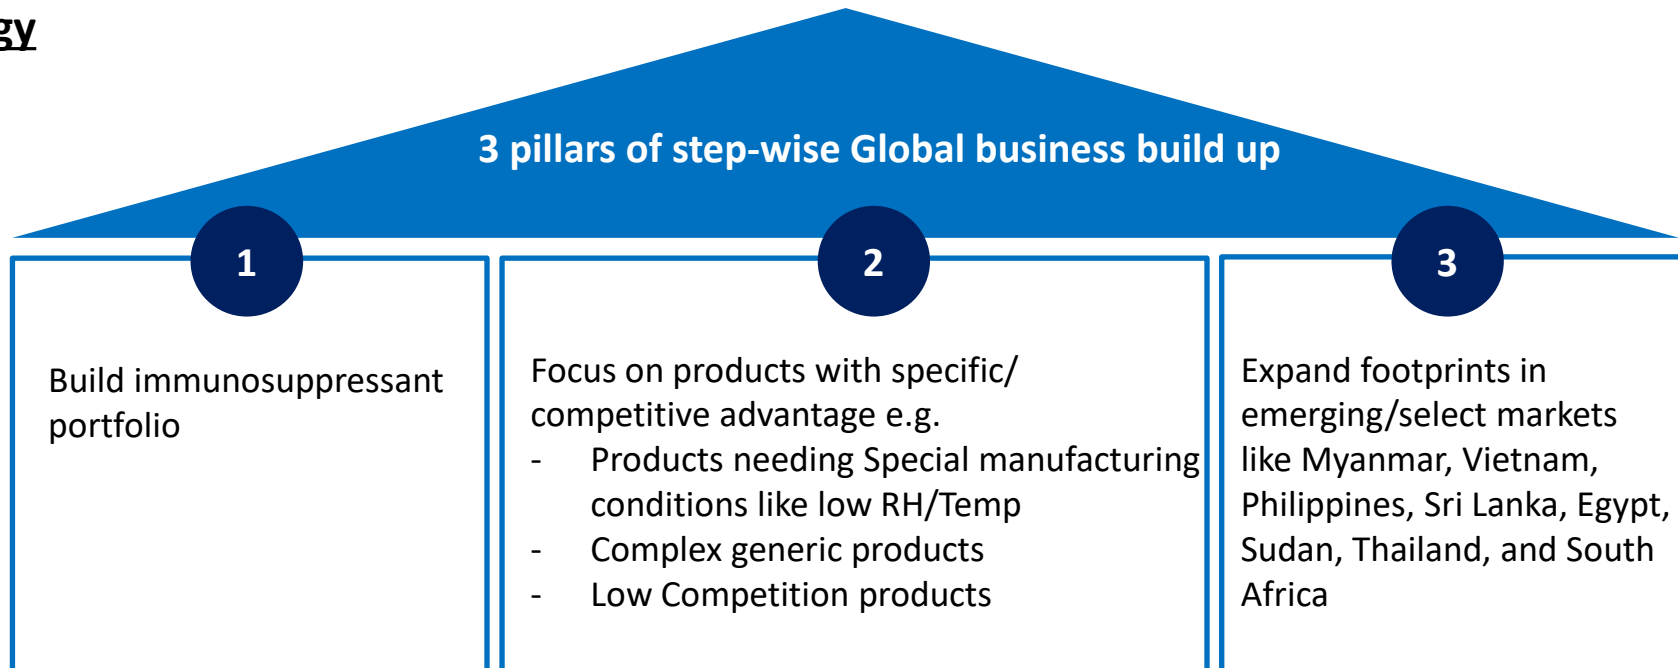 gy
3 pillars of step-wise Global business build up
1
2
3
Build immunosuppressant
portfolio
Focus on products with specific/
competitive advantage e.g.
- Products needing Special manufacturing
conditions like low RH/Temp
- Complex generic products
- Low Competition products
Expand footprints in
emerging/select markets
like Myanmar, Vietnam,
Philippines, Sri Lanka, Egypt,
Sudan, Thailand, and South
Africa